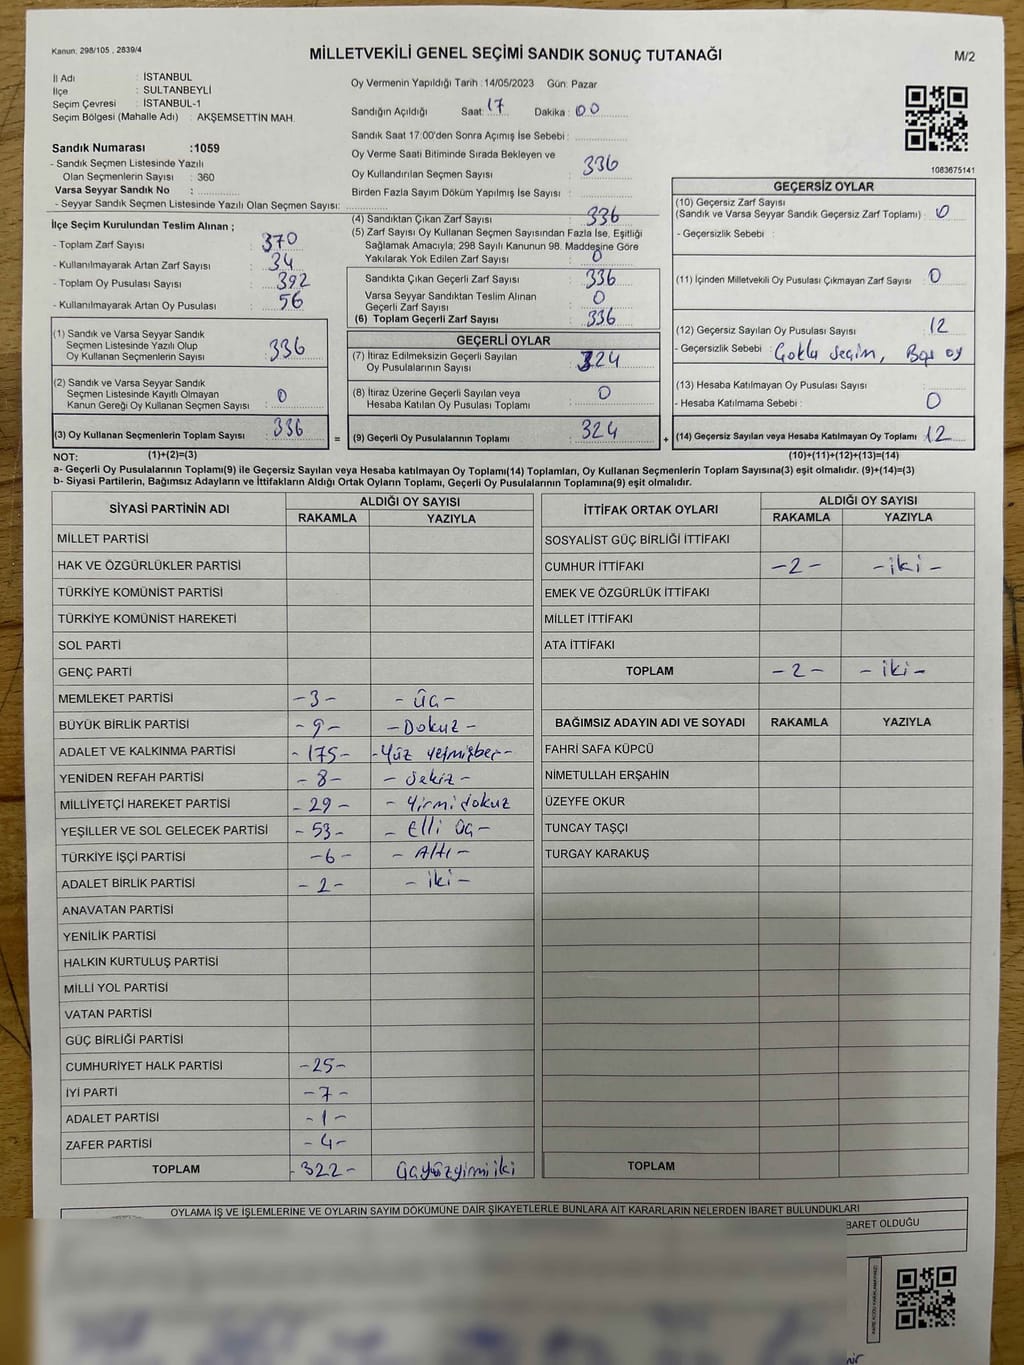 Kanun: 298/105 , 2839/4
MİLLETVEKİLİ GENEL SEÇİMİ SANDIK SONUÇ TUTANAĞI
M/2
İl Adı : İSTANBUL
İlçe : SULTANBEYLİ
Seçim Çevresi : İSTANBUL-1
Seçim Bölgesi (Mahalle Adı) : AKŞEMSETTİN MAH.
Sandık Numarası :1059
- Sandık Seçmen Listesinde Yazılı
Olan Seçmenlerin Sayısı : 360
Varsa Seyyar Sandık No :
- Seyyar Sandık Seçmen Listesinde Yazılı Olan Seçmen Sayısı:
Oy Vermenin Yapıldığı Tarih : 14/05/2023 Gün: Pazar
Sandığın Açıldığı Saat : 17 Dakika : 00
Sandık Saat 17:00'den Sonra Açımış İse Sebebi :
Oy Verme Saati Bitiminde Sırada Bekleyen ve
Oy Kullandırılan Seçmen Sayısı : 336
Birden Fazla Sayım Döküm Yapılmış İse Sayısı :
1083675141
İlçe Seçim Kurulundan Teslim Alınan ;
- Toplam Zarf Sayısı : 370
- Kullanılmayarak Artan Zarf Sayısı : 34
- Toplam Oy Pusulası Sayısı : 392
- Kullanılmayarak Artan Oy Pusulası : 56
(1) Sandık ve Varsa Seyyar Sandık
Seçmen Listesinde Yazılı Olup
Oy Kullanan Seçmenlerin Sayısı : 336
(2) Sandık ve Varsa Seyyar Sandık
Seçmen Listesinde Kayıtlı Olmayan
Kanun Gereği Oy Kullanan Seçmen Sayısı : 0
(3) Oy Kullanan Seçmenlerin Toplam Sayısı : 336
(4) Sandıktan Çıkan Zarf Sayısı : 336
(5) Zarf Sayısı Oy Kullanan Seçmen Sayısından Fazla İse, Eşitliği
Sağlamak Amacıyla; 298 Sayılı Kanunun 98. Maddesine Göre
Yakılarak Yok Edilen Zarf Sayısı : 0
Sandıkta Çıkan Geçerli Zarf Sayısı : 336
Varsa Seyyar Sandıktan Teslim Alınan
Geçerli Zarf Sayısı : 0
(6) Toplam Geçerli Zarf Sayısı : 336
GEÇERLİ OYLAR
(7) İtiraz Edilmeksizin Geçerli Sayılan
Oy Pusulalarının Sayısı : 324
(8) İtiraz Üzerine Geçerli Sayılan veya
Hesaba Katılan Oy Pusulası Toplamı : 0
= (9) Geçerli Oy Pusulalarının Toplamı : 324
GEÇERSİZ OYLAR
(10) Geçersiz Zarf Sayısı
(Sandık ve Varsa Seyyar Sandık Geçersiz Zarf Toplamı) : 0
- Geçersizlik Sebebi :
(11) İçinden Milletvekili Oy Pusulası Çıkmayan Zarf Sayısı : 0
(12) Geçersiz Sayılan Oy Pusulası Sayısı : 12
- Geçersizlik Sebebi : Çoklu Seçim, Boş oy
(13) Hesaba Katılmayan Oy Pusulası Sayısı :
- Hesaba Katılmama Sebebi : 0
+ (14) Geçersiz Sayılan veya Hesaba Katılmayan Oy Toplamı : 12
NOT: (1)+(2)=(3)
(10)+(11)+(12)+(13)=(14)
a- Geçerli Oy Pusulalarının Toplamı(9) ile Geçersiz Sayılan veya Hesaba katılmayan Oy Toplamı(14) Toplamları, Oy Kullanan Seçmenlerin Toplam Sayısına(3) eşit olmalıdır. (9)+(14)=(3)
b- Siyasi Partilerin, Bağımsız Adayların ve İttifakların Aldığı Ortak Oyların Toplamı, Geçerli Oy Pusulalarının Toplamına(9) eşit olmalıdır.
SİYASİ PARTİNİN ADI ALDIĞI OY SAYISI
RAKAMLA YAZIYLA
MİLLET PARTİSİ
HAK VE ÖZGÜRLÜKLER PARTİSİ
TÜRKİYE KOMÜNİST PARTİSİ
TÜRKİYE KOMÜNİST HAREKETİ
SOL PARTİ
GENÇ PARTİ
MEMLEKET PARTİSİ -3- -üç-
BÜYÜK BİRLİK PARTİSİ -9- -Dokuz-
ADALET VE KALKINMA PARTİSİ -175- -Yüz yetmişbeş-
YENİDEN REFAH PARTİSİ -8- -Sekiz-
MİLLİYETÇİ HAREKET PARTİSİ -29- -Yirmidokuz
YEŞİLLER VE SOL GELECEK PARTİSİ -53- -Elli üç-
TÜRKİYE İŞÇİ PARTİSİ -6- -Altı-
ADALET BİRLİK PARTİSİ -2- -iki-
ANAVATAN PARTİSİ
YENİLİK PARTİSİ
HALKIN KURTULUŞ PARTİSİ
MİLLİ YOL PARTİSİ
VATAN PARTİSİ
GÜÇ BİRLİĞİ PARTİSİ
CUMHURİYET HALK PARTİSİ -25-
İYİ PARTİ -7-
ADALET PARTİSİ -1-
ZAFER PARTİSİ -4-
TOPLAM -322- üçyüzyirmiiki
İTTİFAK ORTAK OYLARI ALDIĞI OY SAYISI
RAKAMLA YAZIYLA
SOSYALİST GÜÇ BİRLİĞİ İTTİFAKI
CUMHUR İTTİFAKI -2- -iki-
EMEK VE ÖZGÜRLÜK İTTİFAKI
MİLLET İTTİFAKI
ATA İTTİFAKI
TOPLAM -2- -iki-
BAĞIMSIZ ADAYIN ADI VE SOYADI RAKAMLA YAZIYLA
FAHRİ SAFA KÜPCÜ
NİMETULLAH ERŞAHİN
ÜZEYFE OKUR
TUNCAY TAŞÇI
TURGAY KARAKUŞ
TOPLAM
OYLAMA İŞ VE İŞLEMLERİNE VE OYLARIN SAYIM DÖKÜMÜNE DAİR ŞİKAYETLERLE BUNLARA AİT KARARLARIN NELERDEN İBARET BULUNDUKLARI
BARET OLDUĞU